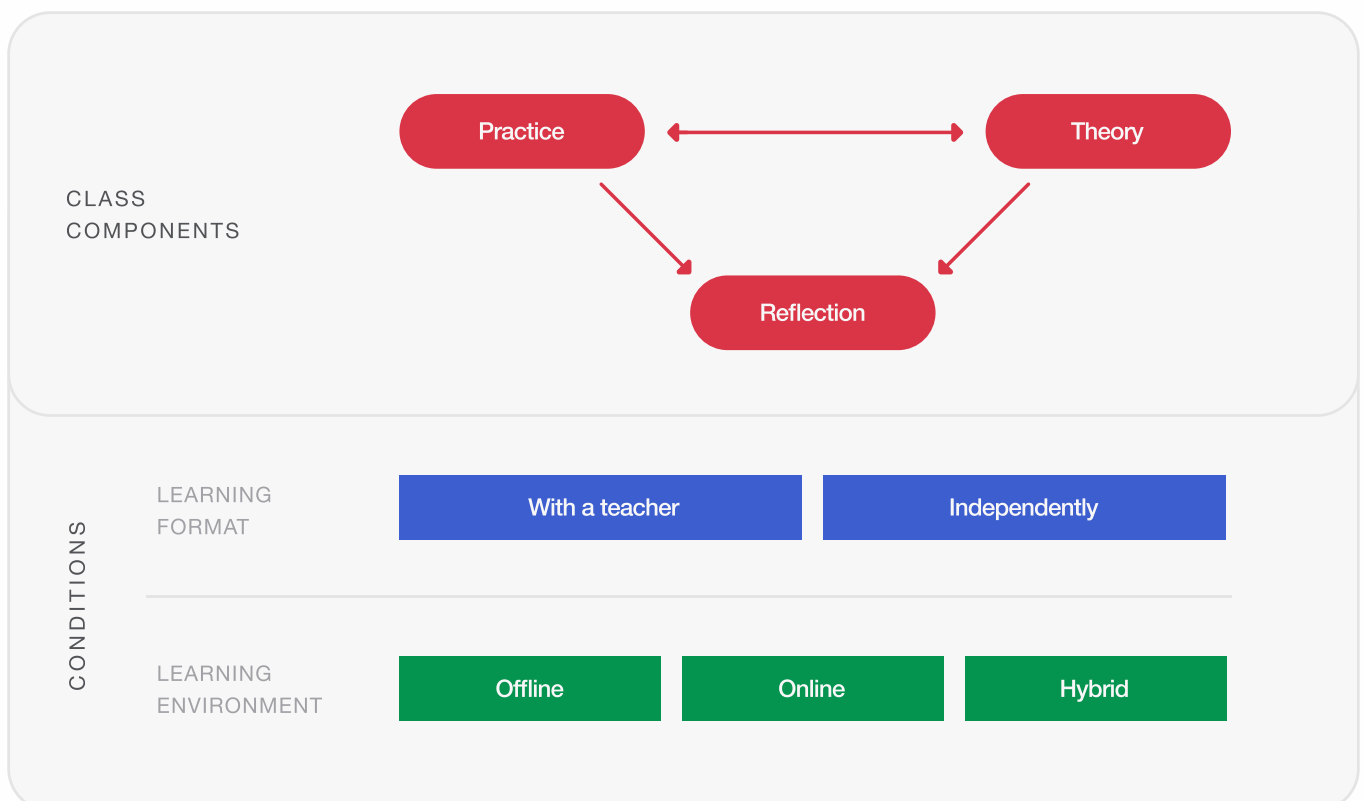 Practice
Theory
CLASS
COMPONENTS
Reflection
CONDITIONS
LEARNING
FORMAT
With a teacher
Independently
LEARNING
ENVIRONMENT
Offline
Online
Hybrid